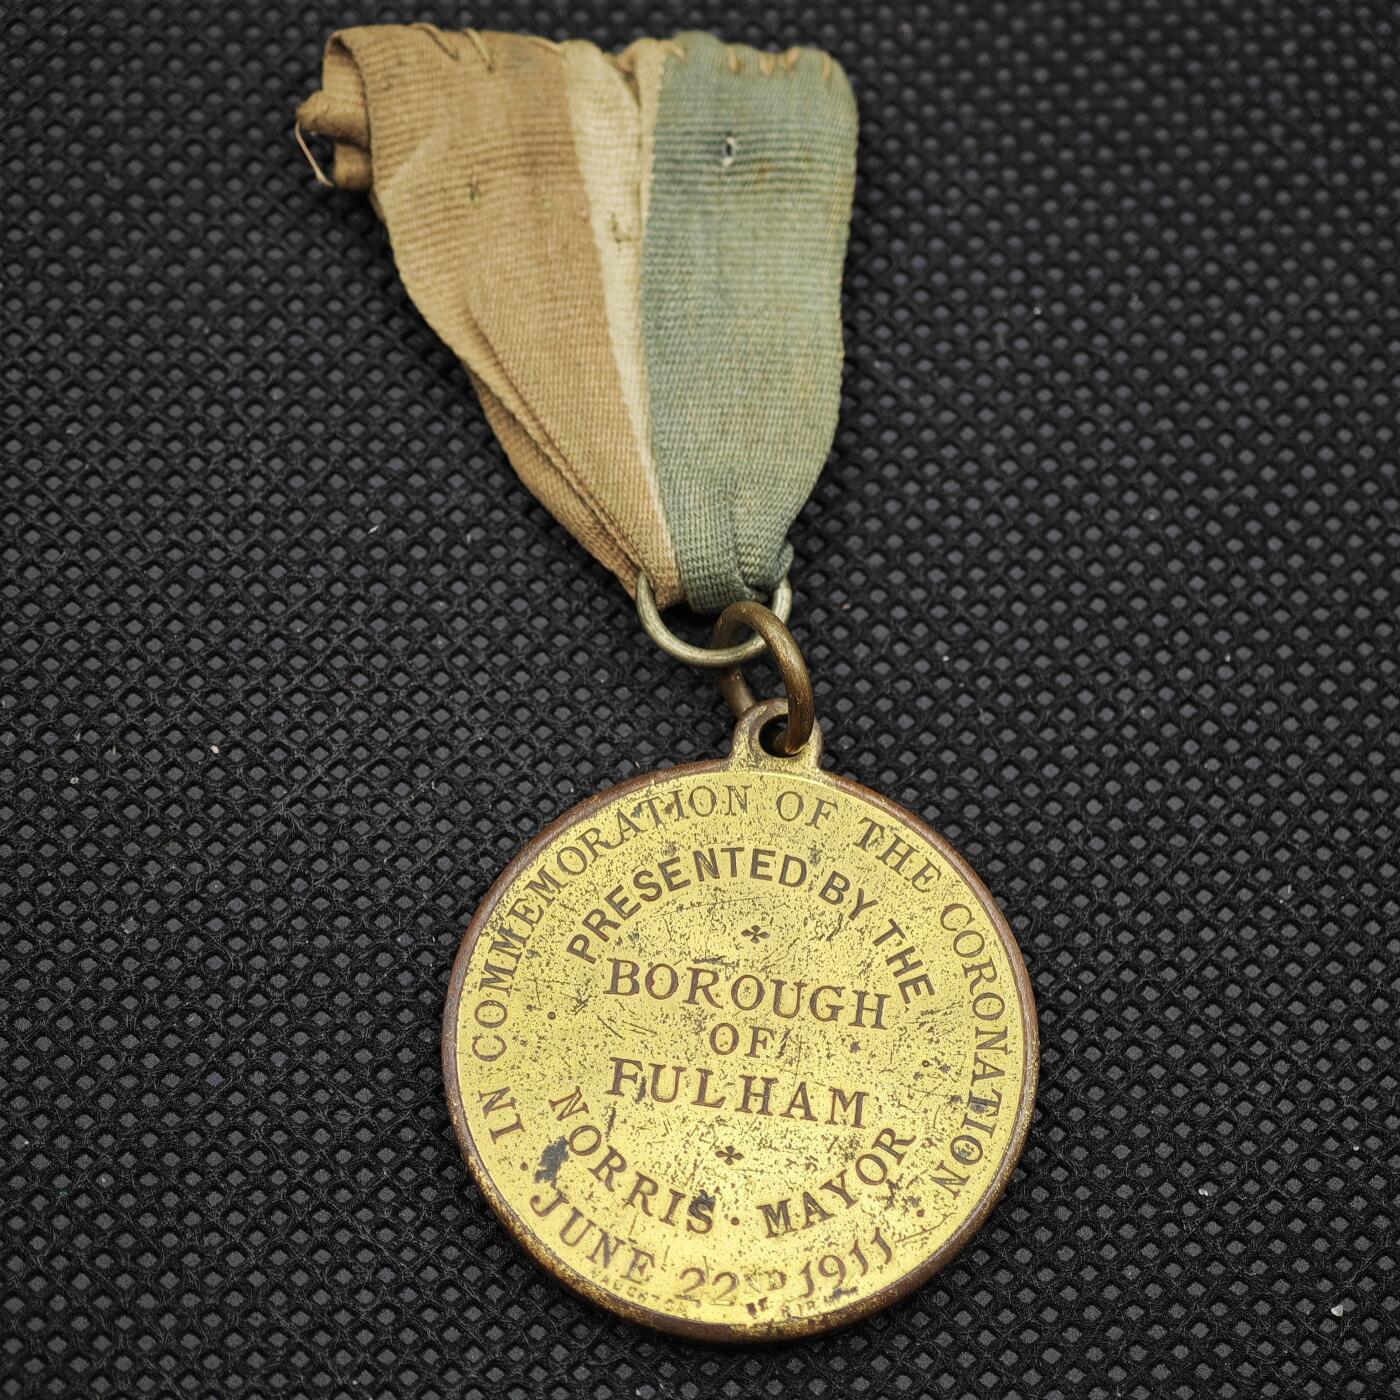 IN COMMEMORATION OF THE CORONATION
· JUNE 22ND 1911 ·
PRESENTED BY THE
BOROUGH
OF
FULHAM
NORRIS · MAYOR